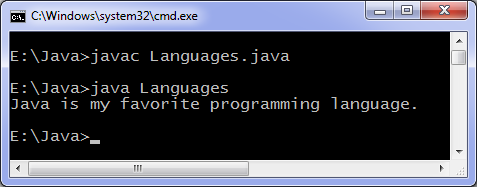 C:\Windows\system32\cmd.exe
E:\Java>javac Languages.java
E:\Java>java Languages
Java is my favorite programming language.
E:\Java>_